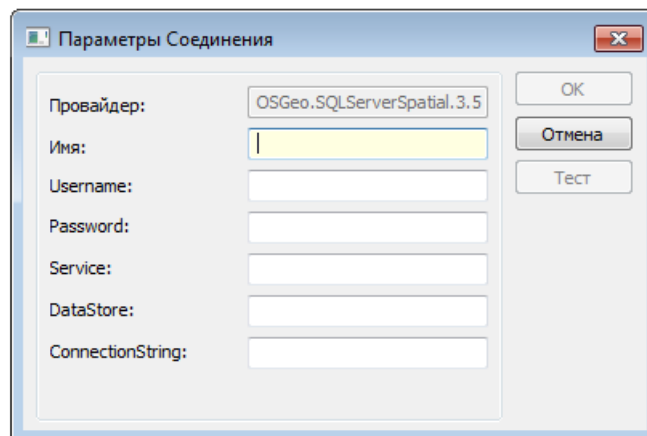 Параметры Соединения
Провайдер: OSGeo.SQLServerSpatial.3.5 OK
Имя: Отмена
Username: Тест
Password:
Service:
DataStore:
ConnectionString: